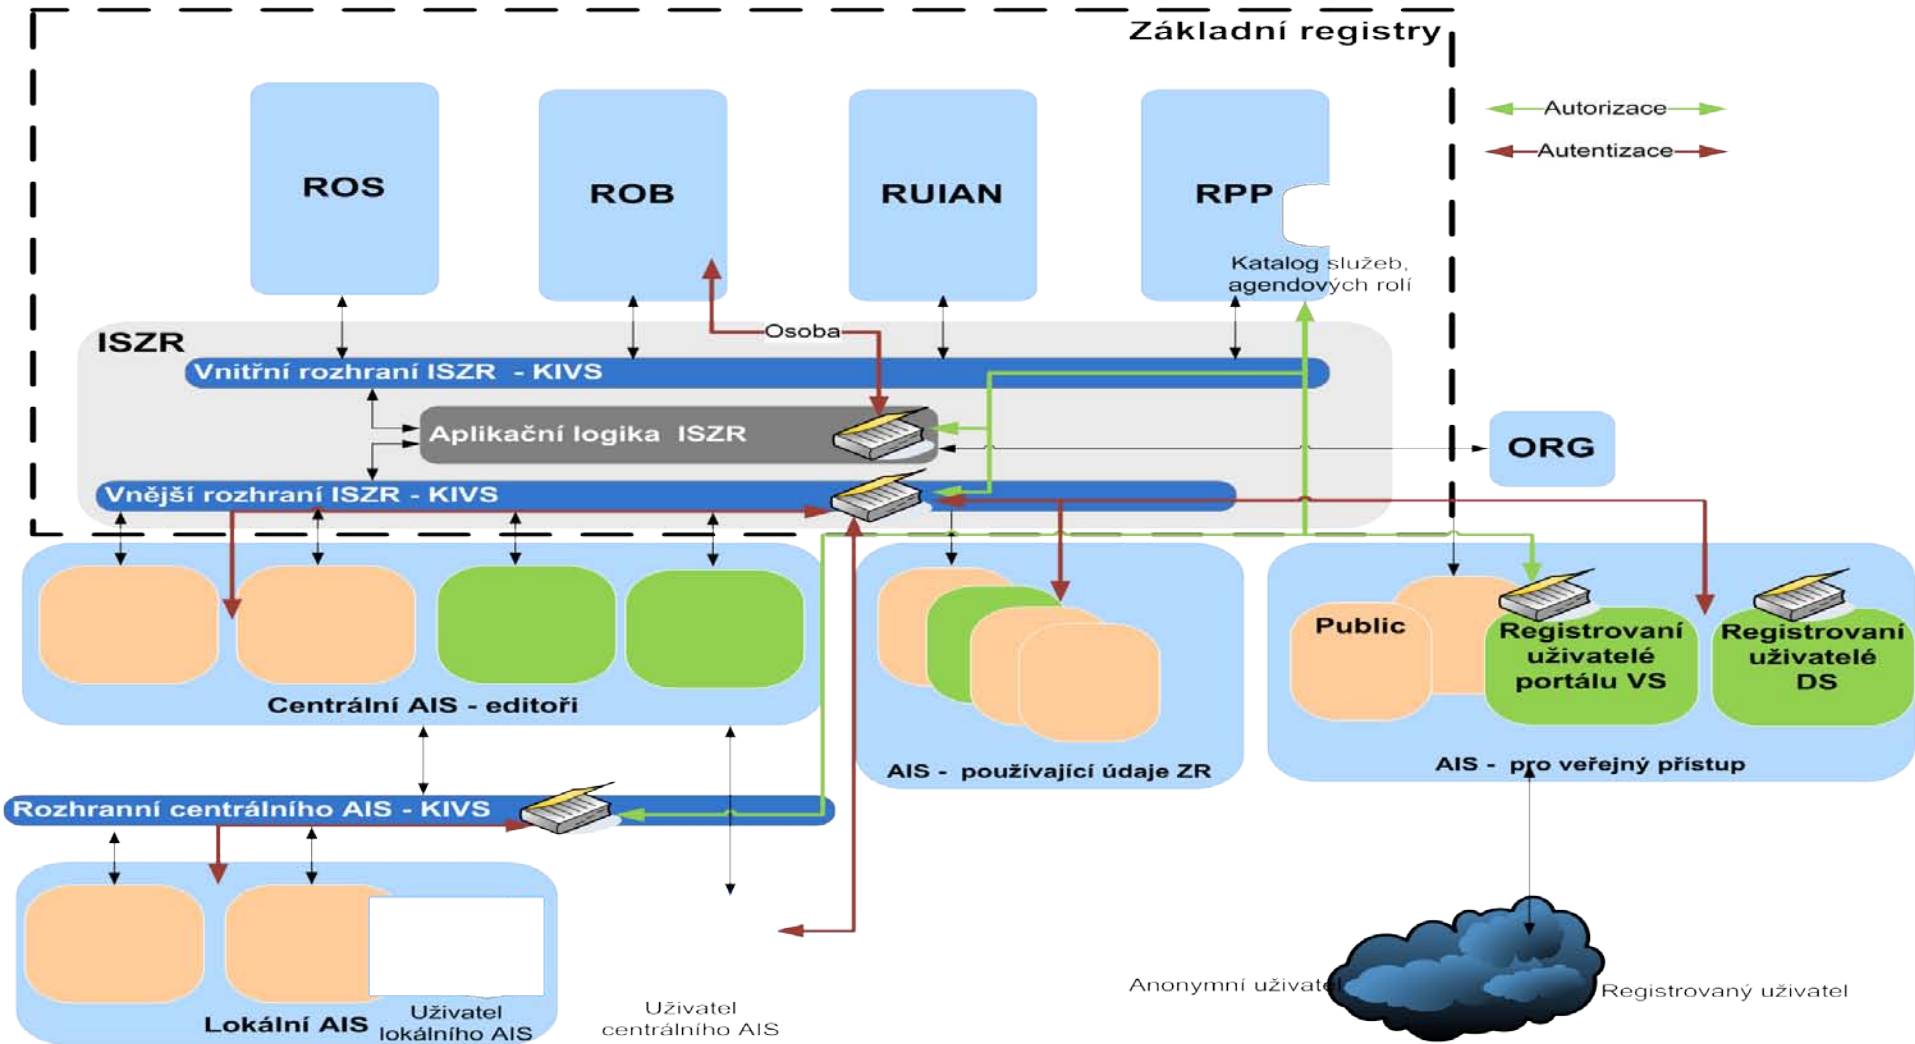 Základní registry
Autorizace
Autentizace
ROS
ROB
RUIAN
RPP
Katalog služeb,
agendových rolí
Osoba
ISZR
Vnitřní rozhraní ISZR - KIVS
Aplikační logika ISZR
ORG
Vnější rozhraní ISZR - KIVS
Centrální AIS - editoři
AIS - používající údaje ZR
Public
Registrovaní
uživatelé
portálu VS
Registrovaní
uživatelé
DS
AIS - pro veřejný přístup
Rozhranní centrálního AIS - KIVS
Lokální AIS
Uživatel
lokálního AIS
Uživatel
centrálního AIS
Anonymní uživatel
Registrovaný uživatel